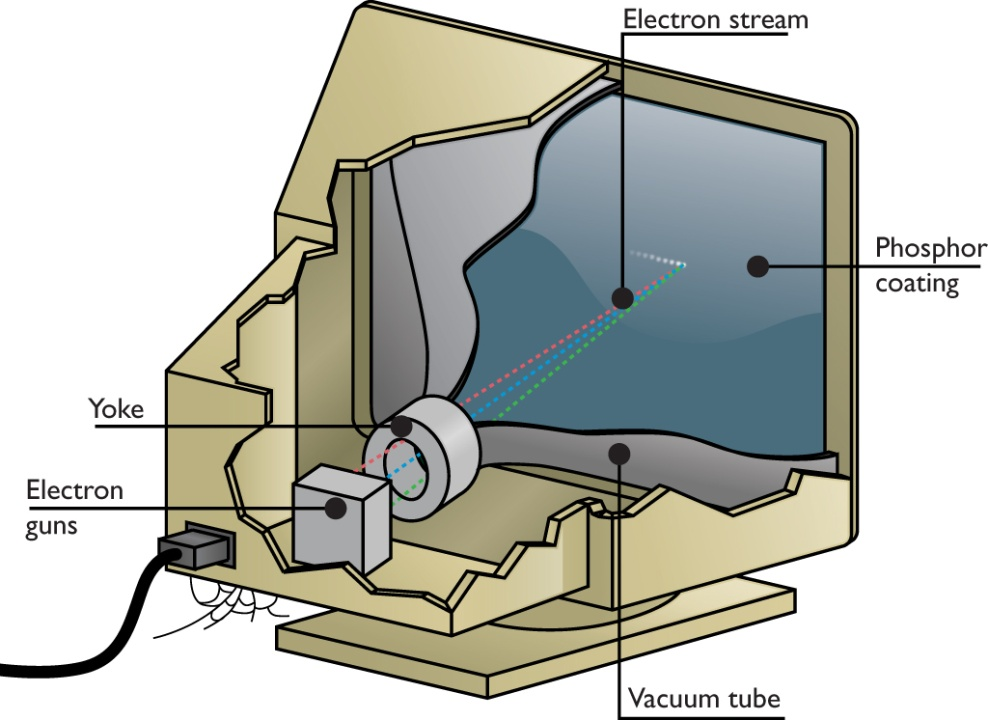 Electron stream
Phosphor
coating
Yoke
Electron
guns
Vacuum tube